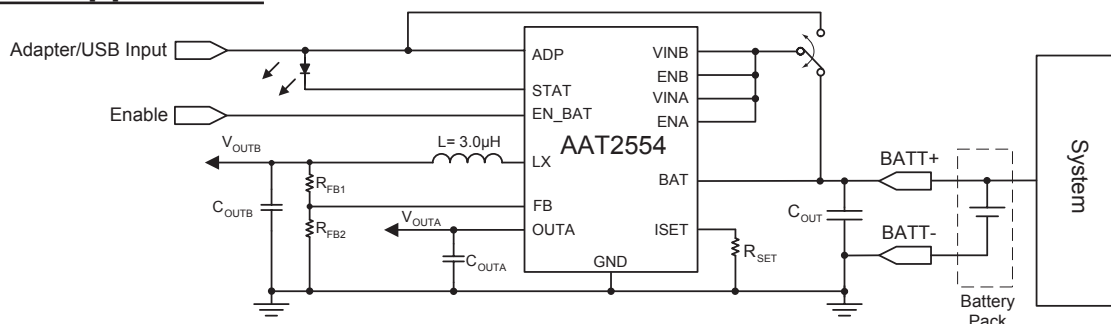 Adapter/USB Input
Enable
ADP
STAT
EN_BAT
LX
FB
OUTA
GND
VINB
ENB
VINA
ENA
BAT
ISET
AAT2554
L= 3.0μH
VOUTB
RFB1
RFB2
COUTB
VOUTA
COUTA
RSET
COUT
BATT+
BATT-
Battery
Pack
System